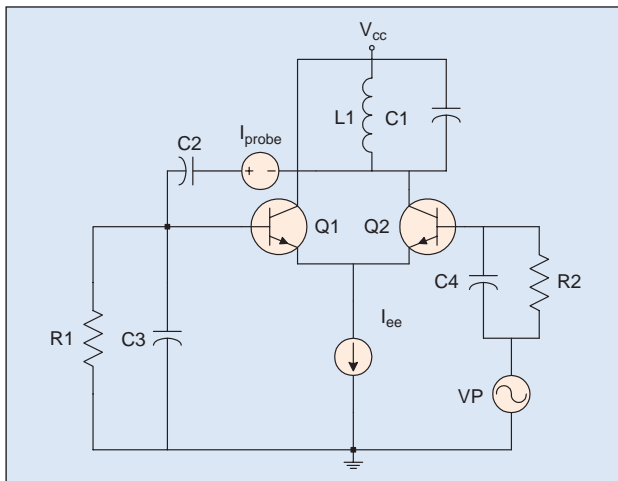 Vcc
L1 C1
C2 Iprobe
+ −
Q1 Q2
C4 R2
R1 C3
Iee
VP